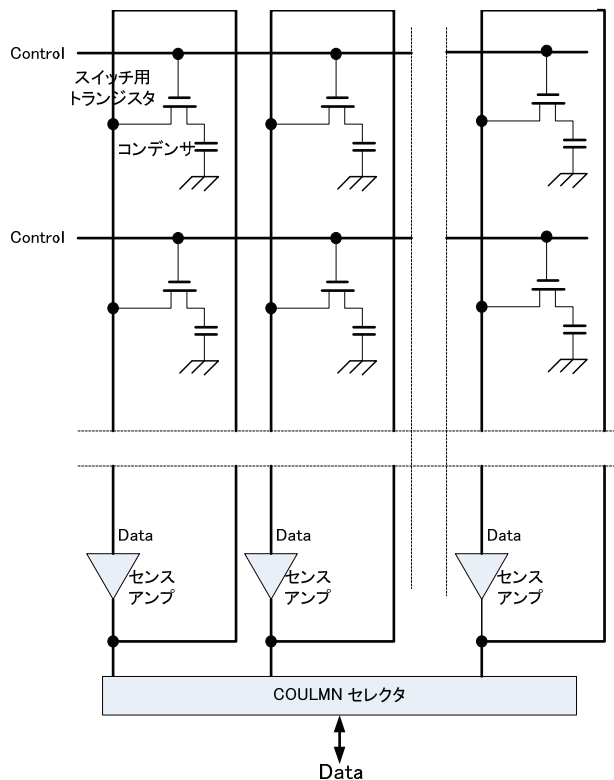 Control
スイッチ用
トランジスタ
コンデンサ
Control
Data
Data
Data
センス
アンプ
センス
アンプ
センス
アンプ
COULMN セレクタ
Data